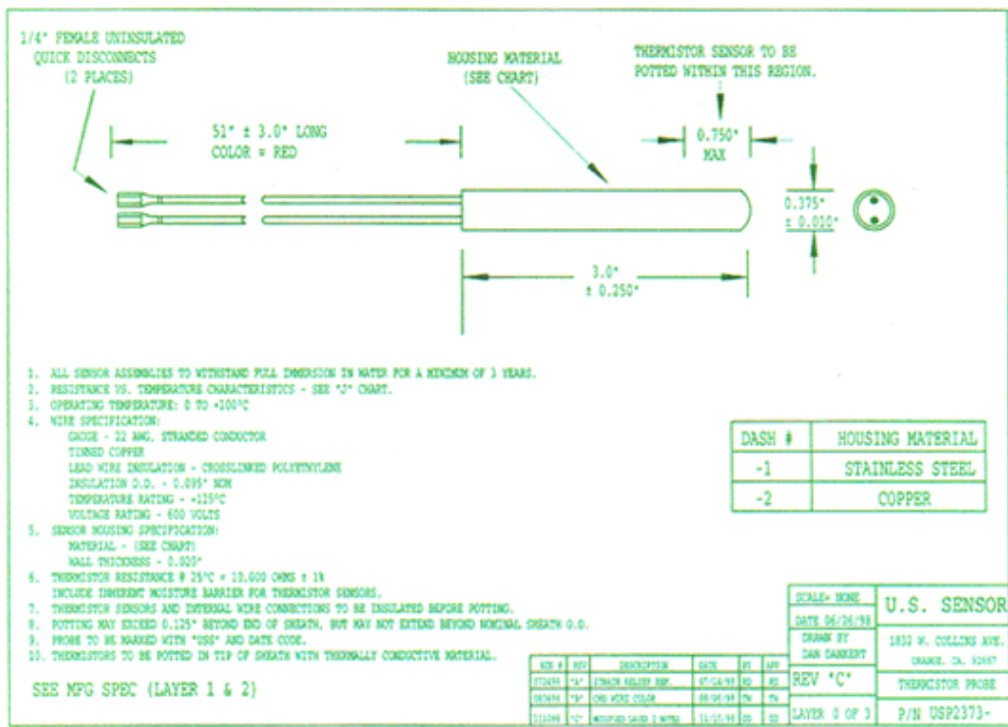 1/4" FEMALE UNINSULATED
QUICK DISCONNECTS
(2 PLACES)
HOUSING MATERIAL
(SEE CHART)
THERMISTOR SENSOR TO BE
POTTED WITHIN THIS REGION.
51" ± 3.0" LONG
COLOR = RED
0.750"
MAX
0.375"
± 0.010"
3.0"
± 0.250"
1. ALL SENSOR ASSEMBLIES TO WITHSTAND FULL IMMERSION IN WATER FOR A MINIMUM OF 3 YEARS.
2. RESISTANCE VS. TEMPERATURE CHARACTERISTICS - SEE "J" CHART.
3. OPERATING TEMPERATURE: 0 TO +100°C
4. WIRE SPECIFICATION:
GAUGE - 22 AWG, STRANDED CONDUCTOR
TINNED COPPER
LEAD WIRE INSULATION - CROSSLINKED POLYETHYLENE
INSULATION O.D. - 0.095" NOM
TEMPERATURE RATING - +125°C
VOLTAGE RATING - 600 VOLTS
5. SENSOR HOUSING SPECIFICATION:
MATERIAL - (SEE CHART)
WALL THICKNESS - 0.020"
6. THERMISTOR RESISTANCE @ 25°C = 10,000 OHMS ± 1%
INCLUDE INHERENT MOISTURE BARRIER FOR THERMISTOR SENSORS.
7. THERMISTOR SENSORS AND INTERNAL WIRE CONNECTIONS TO BE INSULATED BEFORE POTTING.
8. POTTING MAY EXCEED 0.125" BEYOND END OF SHEATH, BUT MAY NOT EXTEND BEYOND NOMINAL SHEATH O.D.
9. PROBE TO BE MARKED WITH "USS" AND DATE CODE.
10. THERMISTORS TO BE POTTED IN TIP OF SHEATH WITH THERMALLY CONDUCTIVE MATERIAL.
SEE MFG SPEC (LAYER 1 & 2)
DASH # HOUSING MATERIAL
-1 STAINLESS STEEL
-2 COPPER
REV DESCRIPTION DATE BY APP
"A" STRAIN RELIEF
"B" CHG WIRE COLOR
"C" MODIFIED LAYER 2 NOTES
SCALE= NONE
DATE 06/26/98
DRAWN BY
DAN DANKERT
REV "C"
LAYER 0 OF 3
U.S. SENSOR
1832 W. COLLINS AVE.
ORANGE, CA. 92867
THERMISTOR PROBE
P/N USP2373-